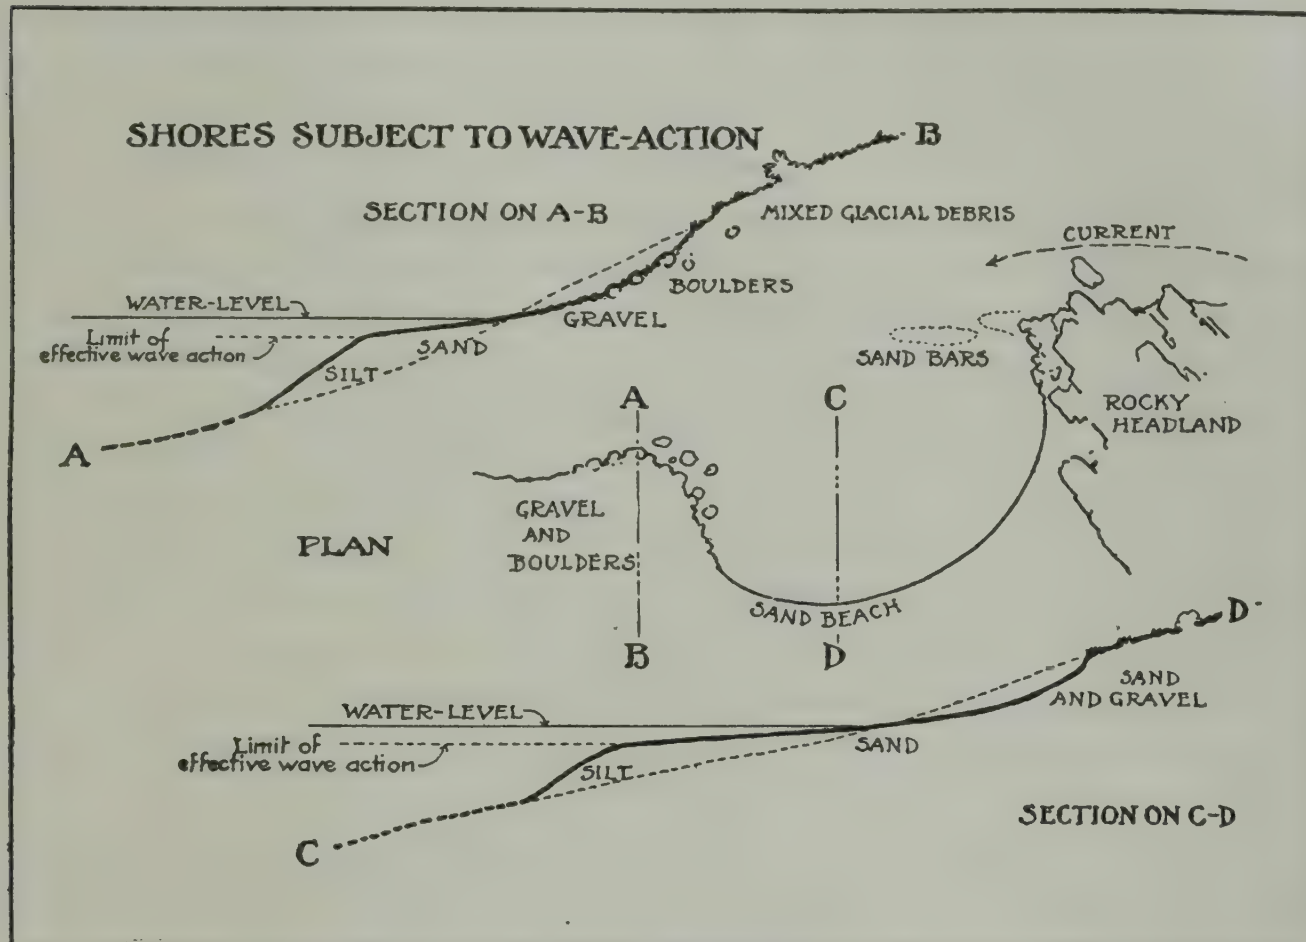 SHORES SUBJECT TO WAVE-ACTION
B
SECTION ON A-B
MIXED GLACIAL DEBRIS
CURRENT
BOULDERS
WATER-LEVEL
GRAVEL
Limit of
effective wave action
SAND
SILT
SAND BARS
A
A
C
ROCKY
HEADLAND
GRAVEL
AND
BOULDERS
PLAN
SAND BEACH
B
D
D
SAND
AND GRAVEL
WATER-LEVEL
Limit of
effective wave action
SAND
SILT
C
SECTION ON C-D